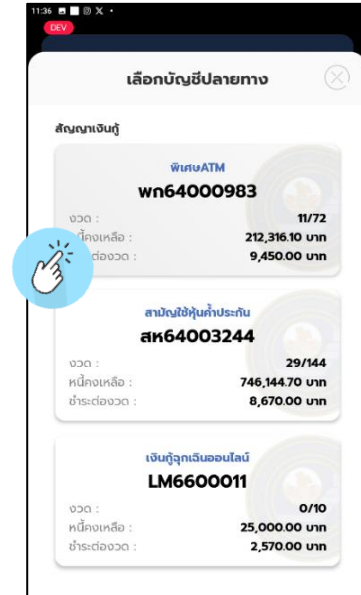 11:36
DEV
เลือกบัญชีปลายทาง
สัญญาเงินกู้
พิเศษATM
พก64000983
งวด : 11/72
หนี้คงเหลือ : 212,316.10 บาท
ต่องวด : 9,450.00 บาท
สามัญใช้หุ้นค้ำประกัน
สห64003244
งวด : 29/144
หนี้คงเหลือ : 746,144.70 บาท
ชำระต่องวด : 8,670.00 บาท
เงินกู้ฉุกเฉินออนไลน์
LM6600011
งวด : 0/10
หนี้คงเหลือ : 25,000.00 บาท
ชำระต่องวด : 2,570.00 บาท